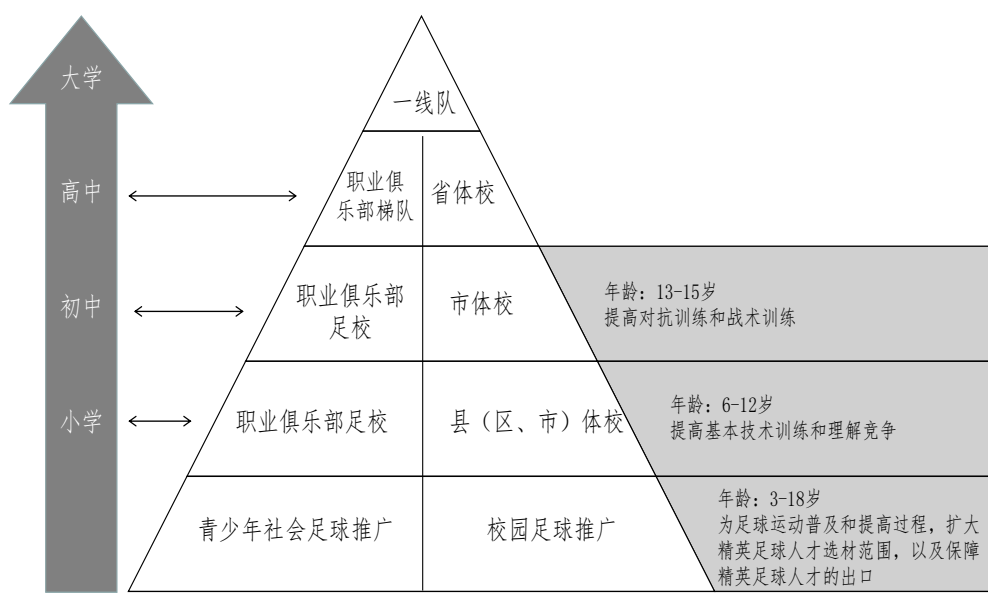 大学
一线队
高中
职业俱
乐部梯队
省体校
初中
职业俱乐部
足校
市体校
年龄：13-15岁
提高对抗训练和战术训练
小学
职业俱乐部足校
县（区、市）体校
年龄：6-12岁
提高基本技术训练和理解竞争
青少年社会足球推广
校园足球推广
年龄：3-18岁
为足球运动普及和提高过程，扩大
精英足球人才选材范围，以及保障
精英足球人才的出口